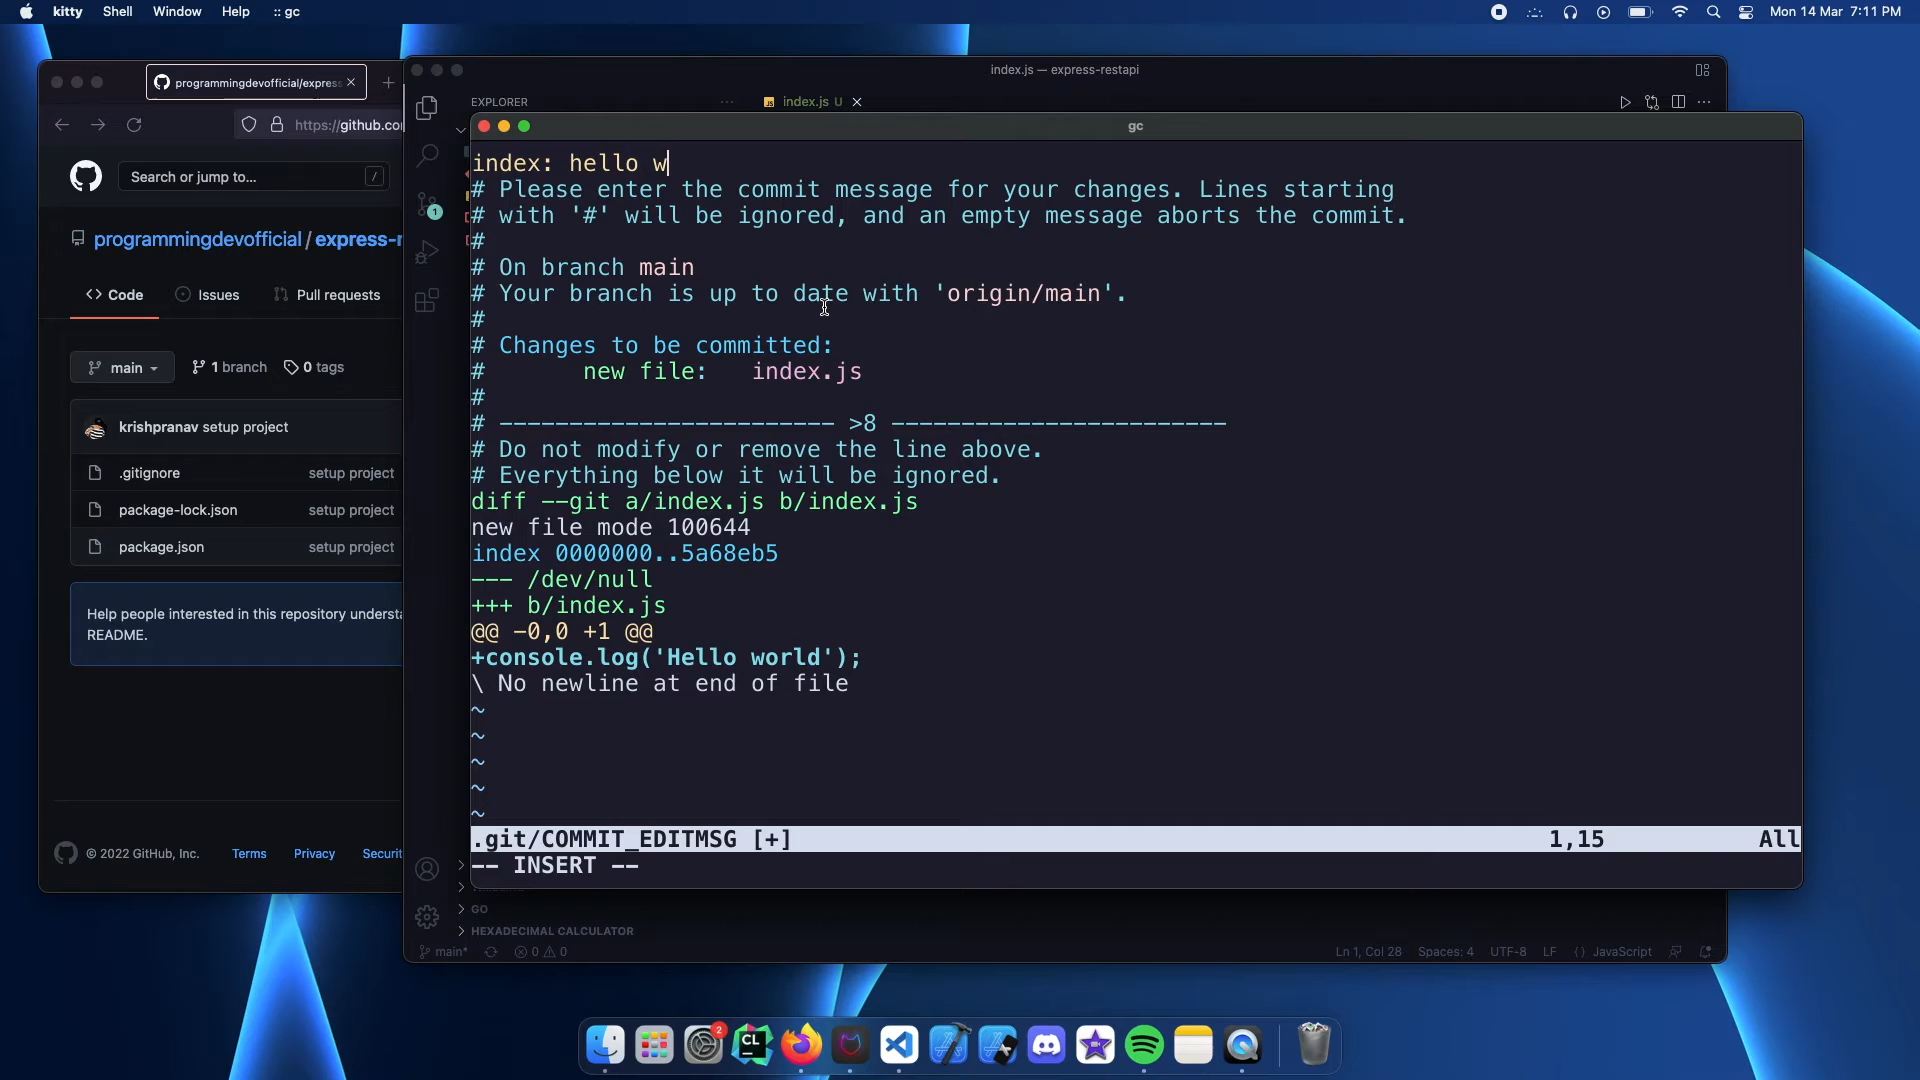 kitty Shell Window Help :: gc Mon 14 Mar 7:11 PM
index.js — express-restapi
programmingdevofficial/express
EXPLORER index.js U
https://github.co
gc
Search or jump to... /
programmingdevofficial / express-r
Code Issues Pull requests
main 1 branch 0 tags
krishpranav setup project
.gitignore setup project
package-lock.json setup project
package.json setup project
Help people interested in this repository understa
README.
© 2022 GitHub, Inc. Terms Privacy Securit
1
index: hello w
# Please enter the commit message for your changes. Lines starting
# with '#' will be ignored, and an empty message aborts the commit.
#
# On branch main
# Your branch is up to date with 'origin/main'.
#
# Changes to be committed:
# new file: index.js
#
# ------------------------ >8 ------------------------
# Do not modify or remove the line above.
# Everything below it will be ignored.
diff --git a/index.js b/index.js
new file mode 100644
index 0000000..5a68eb5
--- /dev/null
+++ b/index.js
@@ -0,0 +1 @@
+console.log('Hello world');
\ No newline at end of file
~
~
~
~
~
.git/COMMIT_EDITMSG [+] 1,15 All
-- INSERT --
GO
HEXADECIMAL CALCULATOR
main* 0 0 Ln 1, Col 28 Spaces: 4 UTF-8 LF {} JavaScript
2
CL